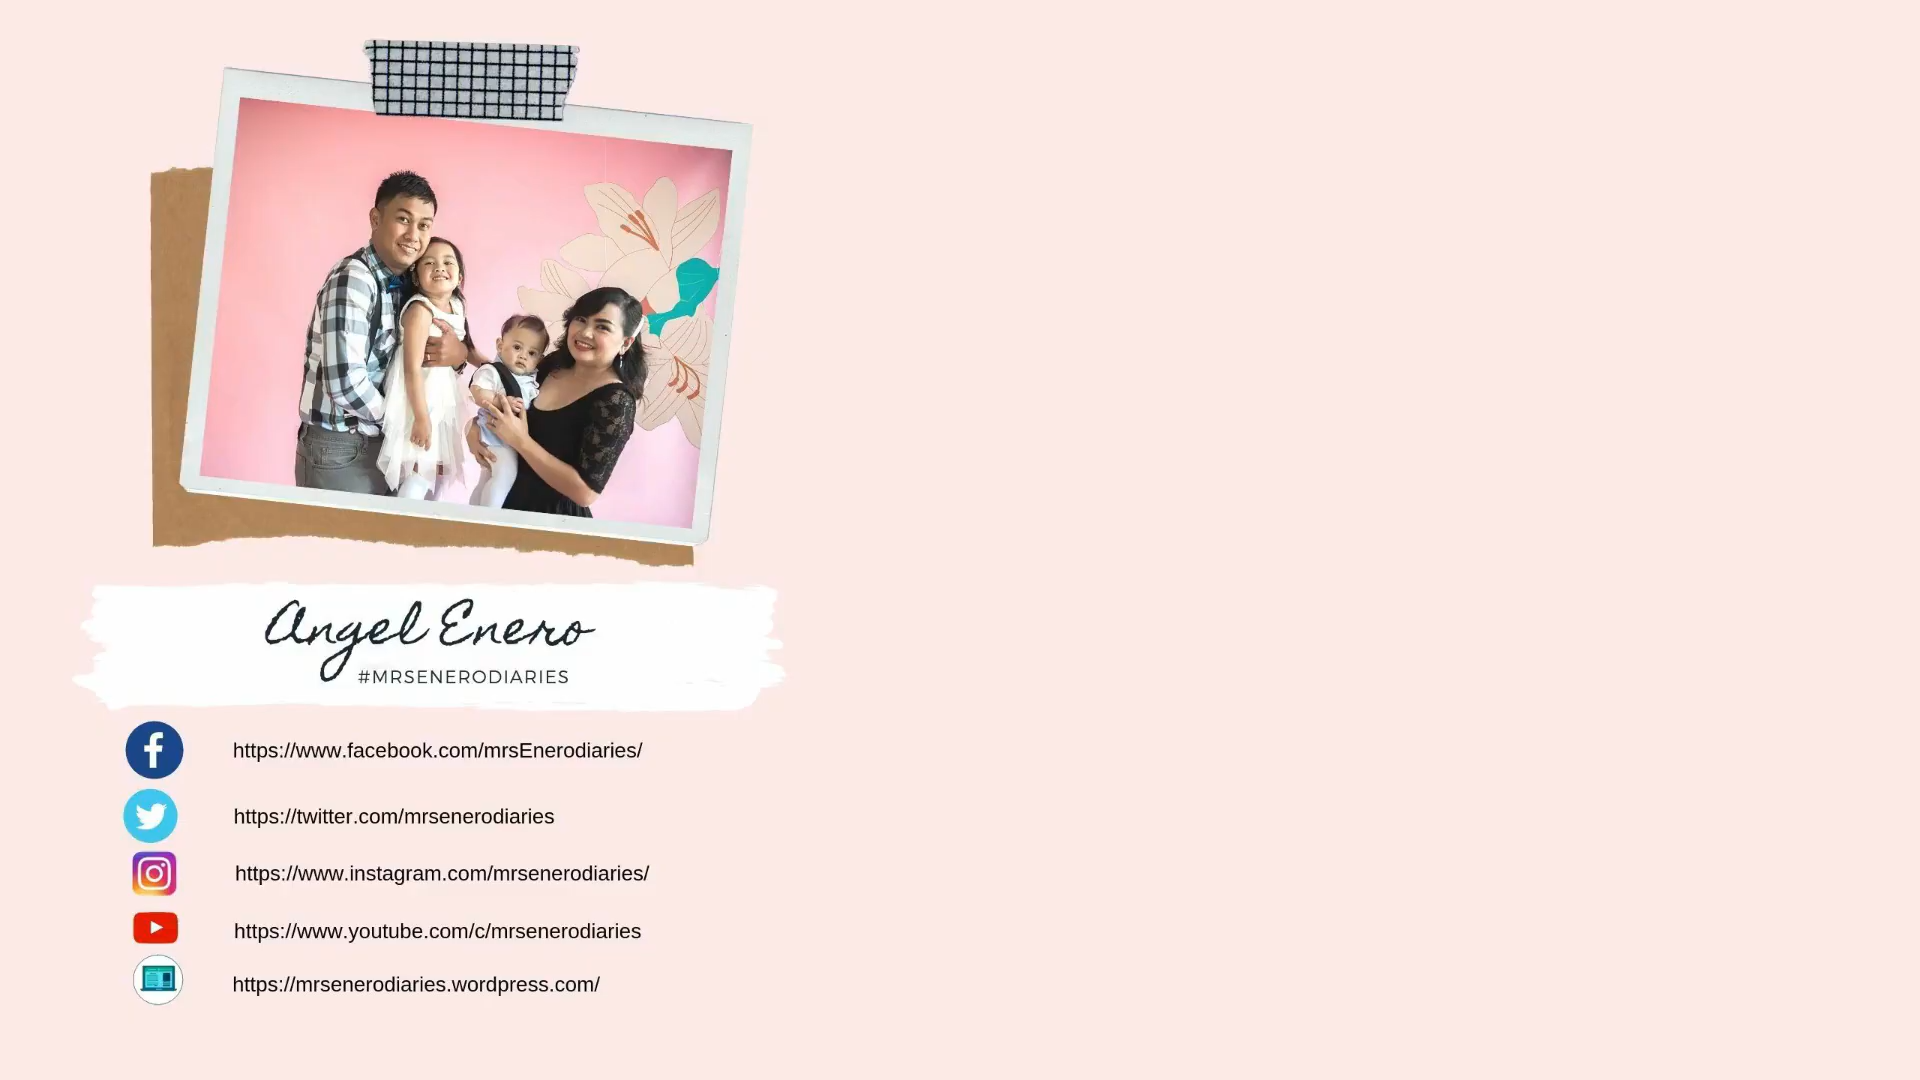 Angel Enero
#MRSENERODIARIES
https://www.facebook.com/mrsEnerodiaries/
https://twitter.com/mrsenerodiaries
https://www.instagram.com/mrsenerodiaries/
https://www.youtube.com/c/mrsenerodiaries
https://mrsenerodiaries.wordpress.com/